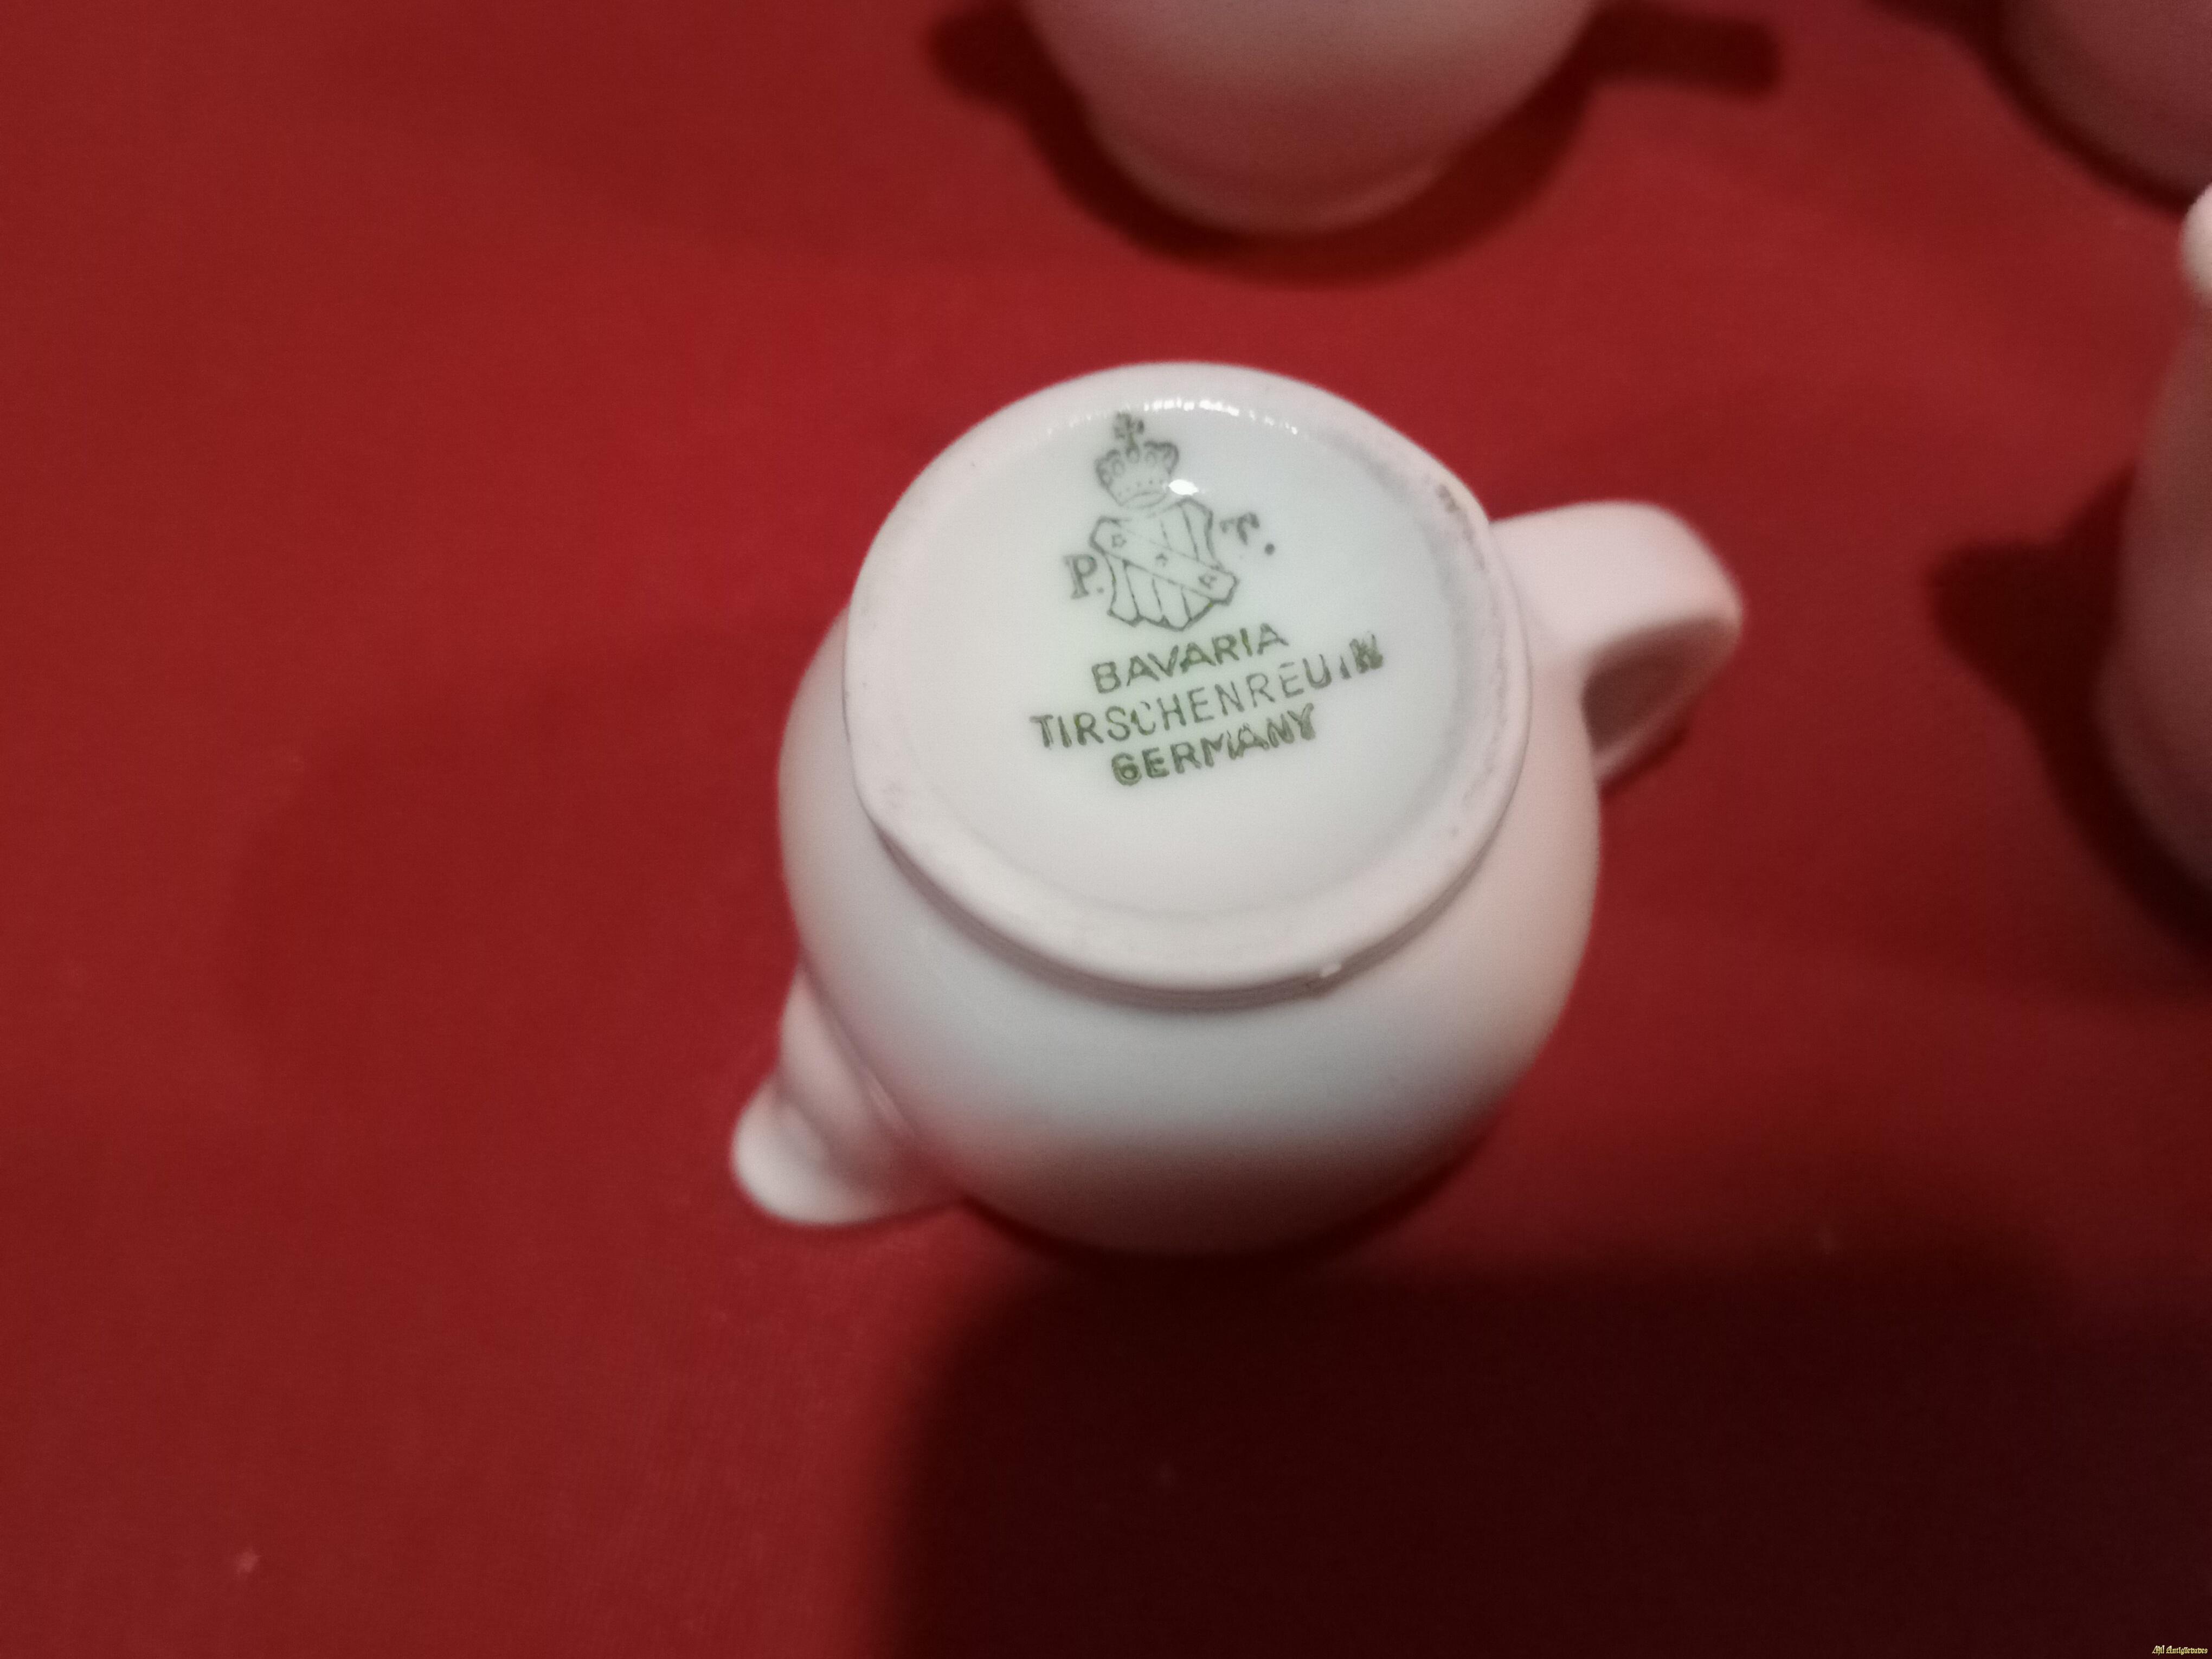 P. T.
BAVARIA
TIRSCHENREUTH
GERMANY